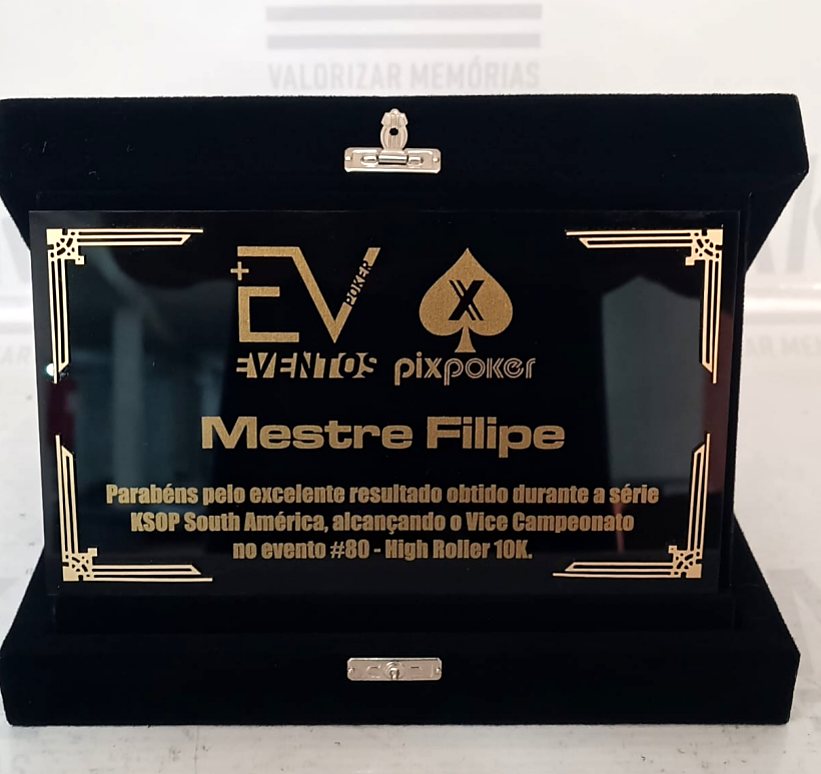 VALORIZAR MEMÓRIAS
+EV POKER
EVENTOS
X
pixpoker
Mestre Filipe
Parabéns pelo excelente resultado obtido durante a série
KSOP South América, alcançando o Vice Campeonato
no evento #80 - High Roller 10K.